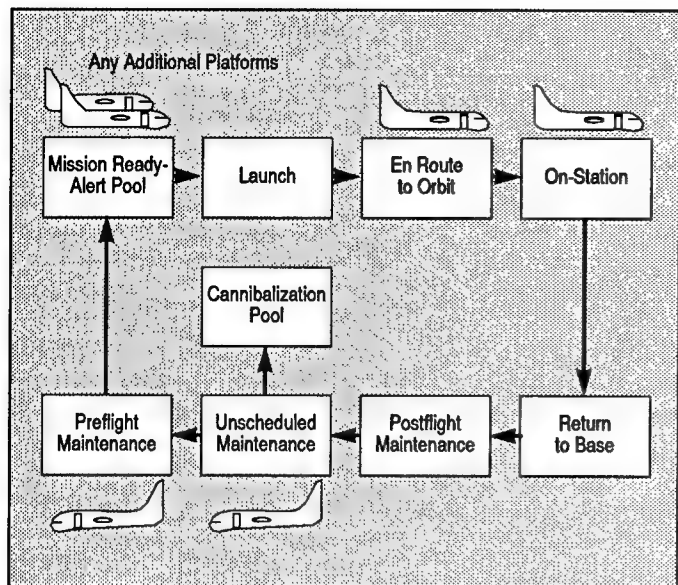 Any Additional Platforms
Mission Ready-
Alert Pool
Launch
En Route
to Orbit
On-Station
Cannibalization
Pool
Preflight
Maintenance
Unscheduled
Maintenance
Postflight
Maintenance
Return
to Base